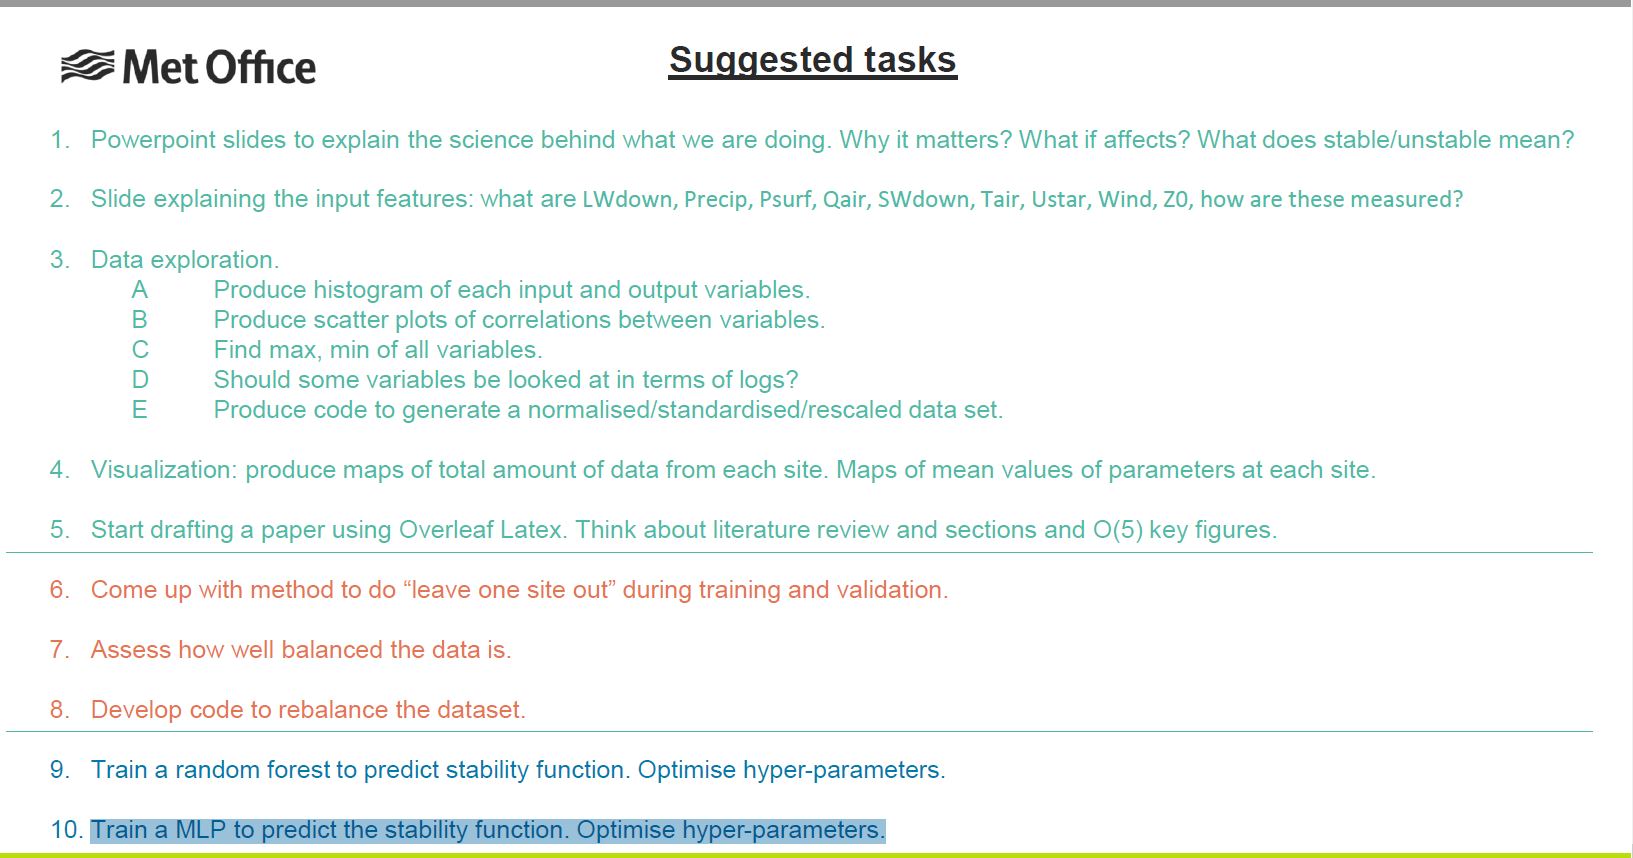 Met Office
Suggested tasks
1. Powerpoint slides to explain the science behind what we are doing. Why it matters? What if affects? What does stable/unstable mean?
2. Slide explaining the input features: what are LWdown, Precip, Psurf, Qair, SWdown, Tair, Ustar, Wind, Z0, how are these measured?
3. Data exploration.
A Produce histogram of each input and output variables.
B Produce scatter plots of correlations between variables.
C Find max, min of all variables.
D Should some variables be looked at in terms of logs?
E Produce code to generate a normalised/standardised/rescaled data set.
4. Visualization: produce maps of total amount of data from each site. Maps of mean values of parameters at each site.
5. Start drafting a paper using Overleaf Latex. Think about literature review and sections and O(5) key figures.
6. Come up with method to do “leave one site out” during training and validation.
7. Assess how well balanced the data is.
8. Develop code to rebalance the dataset.
9. Train a random forest to predict stability function. Optimise hyper-parameters.
10. Train a MLP to predict the stability function. Optimise hyper-parameters.